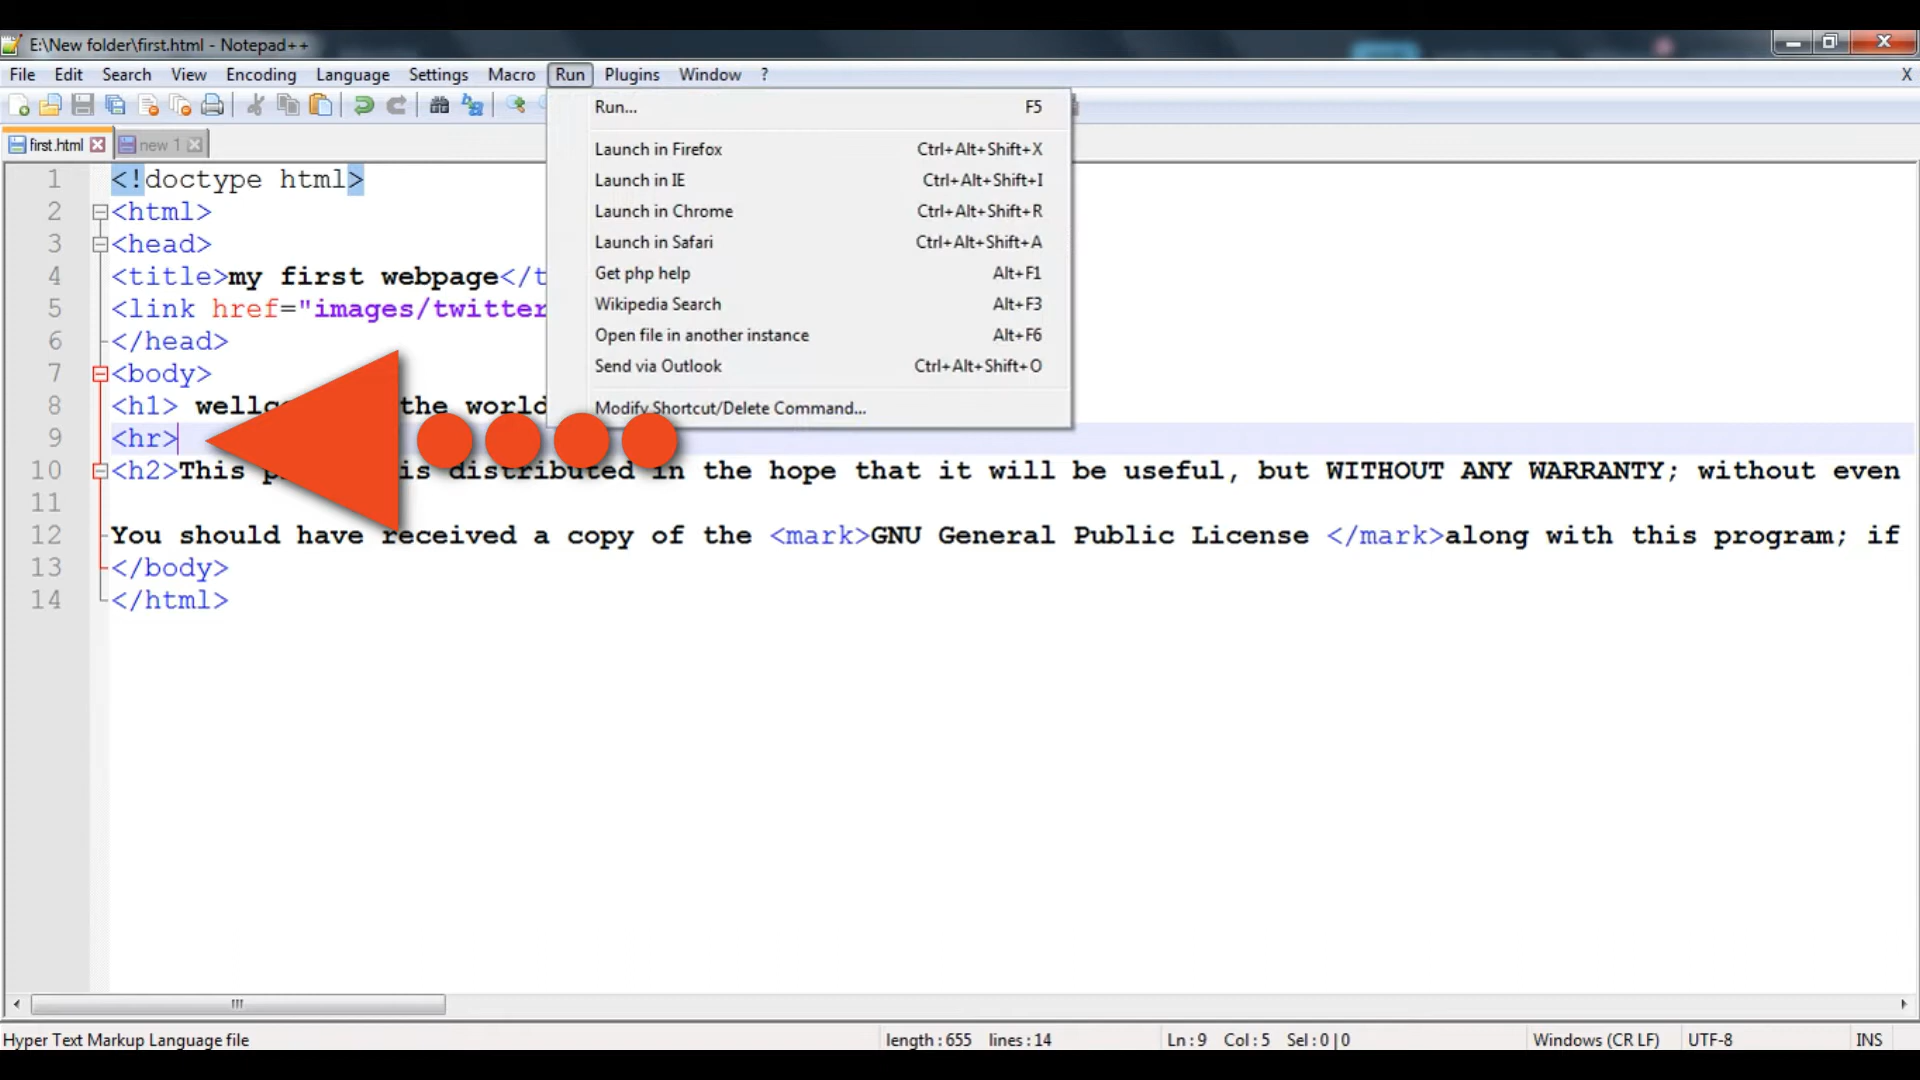 E:\New folder\first.html - Notepad++
File Edit Search View Encoding Language Settings Macro Run Plugins Window ? X
Run... F5
first.html new 1
Launch in Firefox Ctrl+Alt+Shift+X
Launch in IE Ctrl+Alt+Shift+I
Launch in Chrome Ctrl+Alt+Shift+R
Launch in Safari Ctrl+Alt+Shift+A
Get php help Alt+F1
Wikipedia Search Alt+F3
Open file in another instance Alt+F6
Send via Outlook Ctrl+Alt+Shift+O
Modify Shortcut/Delete Command...
1 <!doctype html>
2 <html>
3 <head>
4 <title>my first webpage</t
5 <link href="images/twitter
6 </head>
7 <body>
8 <h1> the world
9 <hr>
10 <h2>This is distributed in the hope that it will be useful, but WITHOUT ANY WARRANTY; without even
11
12 You should have received a copy of the <mark>GNU General Public License </mark>along with this program; if
13 </body>
14 </html>
Hyper Text Markup Language file length : 655 lines : 14 Ln : 9 Col : 5 Sel : 0 | 0 Windows (CR LF) UTF-8 INS